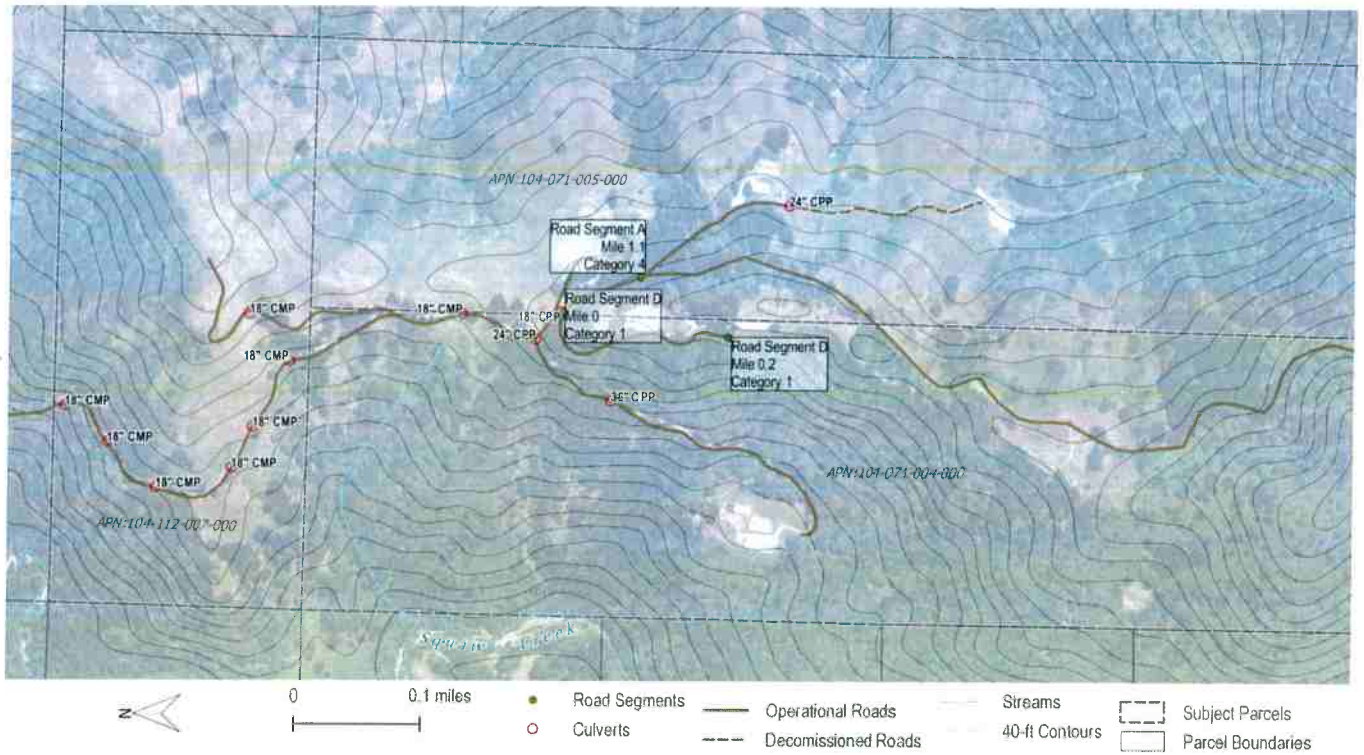 APN:104-071-005-000
24" CPP
Road Segment A
Mile 1.1
Category 4
Road Segment D
Mile 0
Category 1
18" CMP
18" CMP
18" CPP
24" CPP
Road Segment D
Mile 0.2
Category 1
18" CMP
36" CPP
18" CMP
18" CMP
18" CMP
18" CMP
18" CMP
APN:104-071-004-000
APN:104-112-007-000
Creek
N
0
0.1 miles
Road Segments
Culverts
Operational Roads
Decomissioned Roads
Streams
40-ft Contours
Subject Parcels
Parcel Boundaries